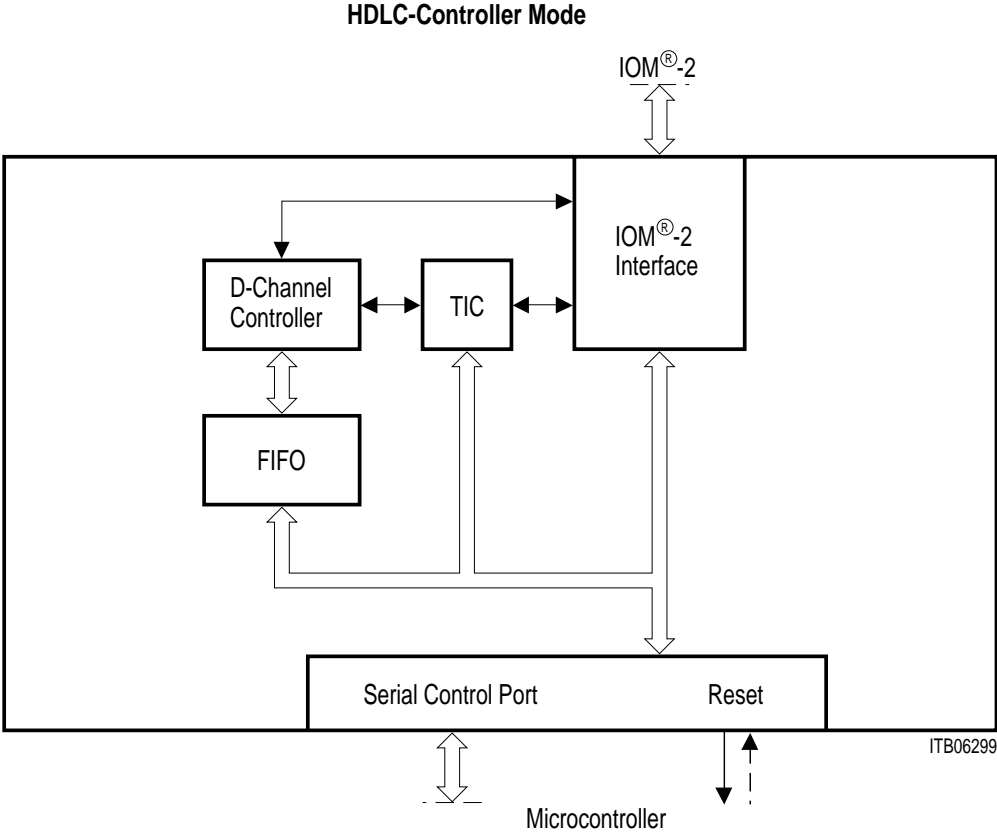 HDLC-Controller Mode
IOM®-2
IOM®-2
Interface
D-Channel
Controller
TIC
FIFO
Serial Control Port
Reset
ITB06299
Microcontroller